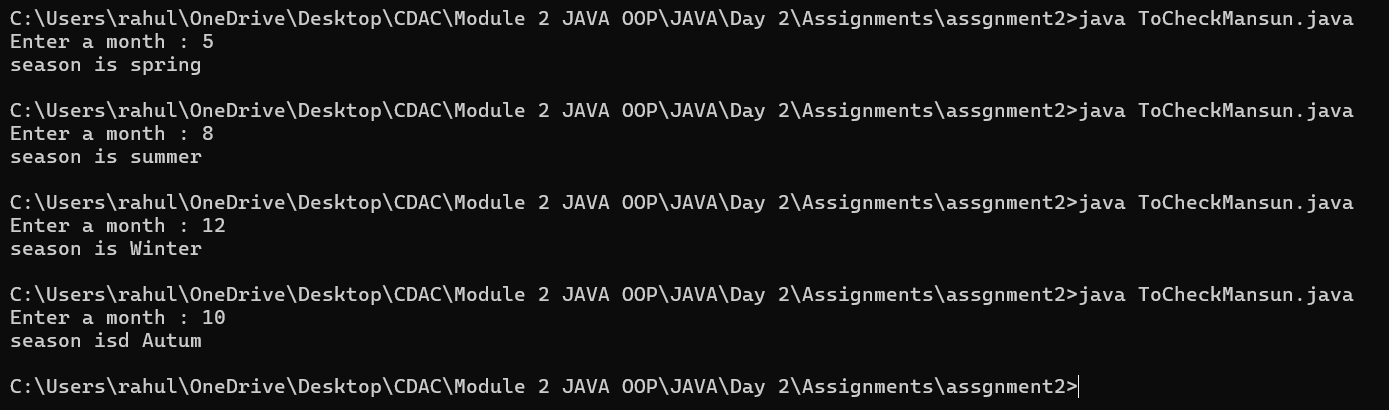 C:\Users\rahul\OneDrive\Desktop\CDAC\Module 2 JAVA OOP\JAVA\Day 2\Assignments\assgnment2>java ToCheckMansun.java
Enter a month : 5
season is spring
C:\Users\rahul\OneDrive\Desktop\CDAC\Module 2 JAVA OOP\JAVA\Day 2\Assignments\assgnment2>java ToCheckMansun.java
Enter a month : 8
season is summer
C:\Users\rahul\OneDrive\Desktop\CDAC\Module 2 JAVA OOP\JAVA\Day 2\Assignments\assgnment2>java ToCheckMansun.java
Enter a month : 12
season is Winter
C:\Users\rahul\OneDrive\Desktop\CDAC\Module 2 JAVA OOP\JAVA\Day 2\Assignments\assgnment2>java ToCheckMansun.java
Enter a month : 10
season isd Autum
C:\Users\rahul\OneDrive\Desktop\CDAC\Module 2 JAVA OOP\JAVA\Day 2\Assignments\assgnment2>